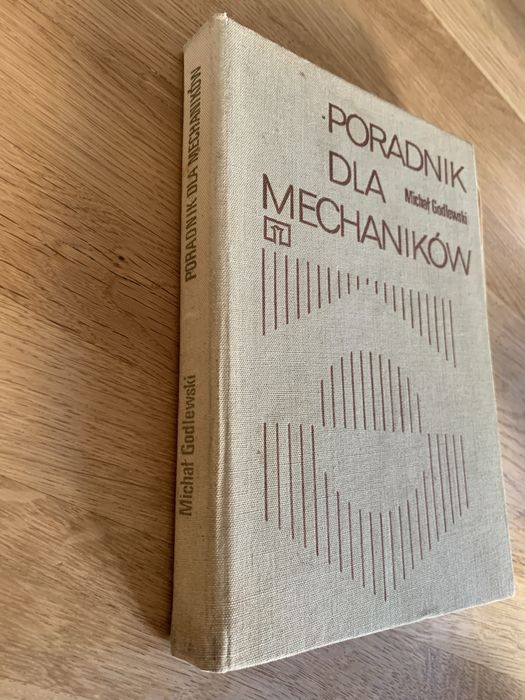 PORADNIK
DLA
Michał Godlewski
MECHANIKÓW
Michał Godlewski PORADNIK DLA MECHANIKÓW